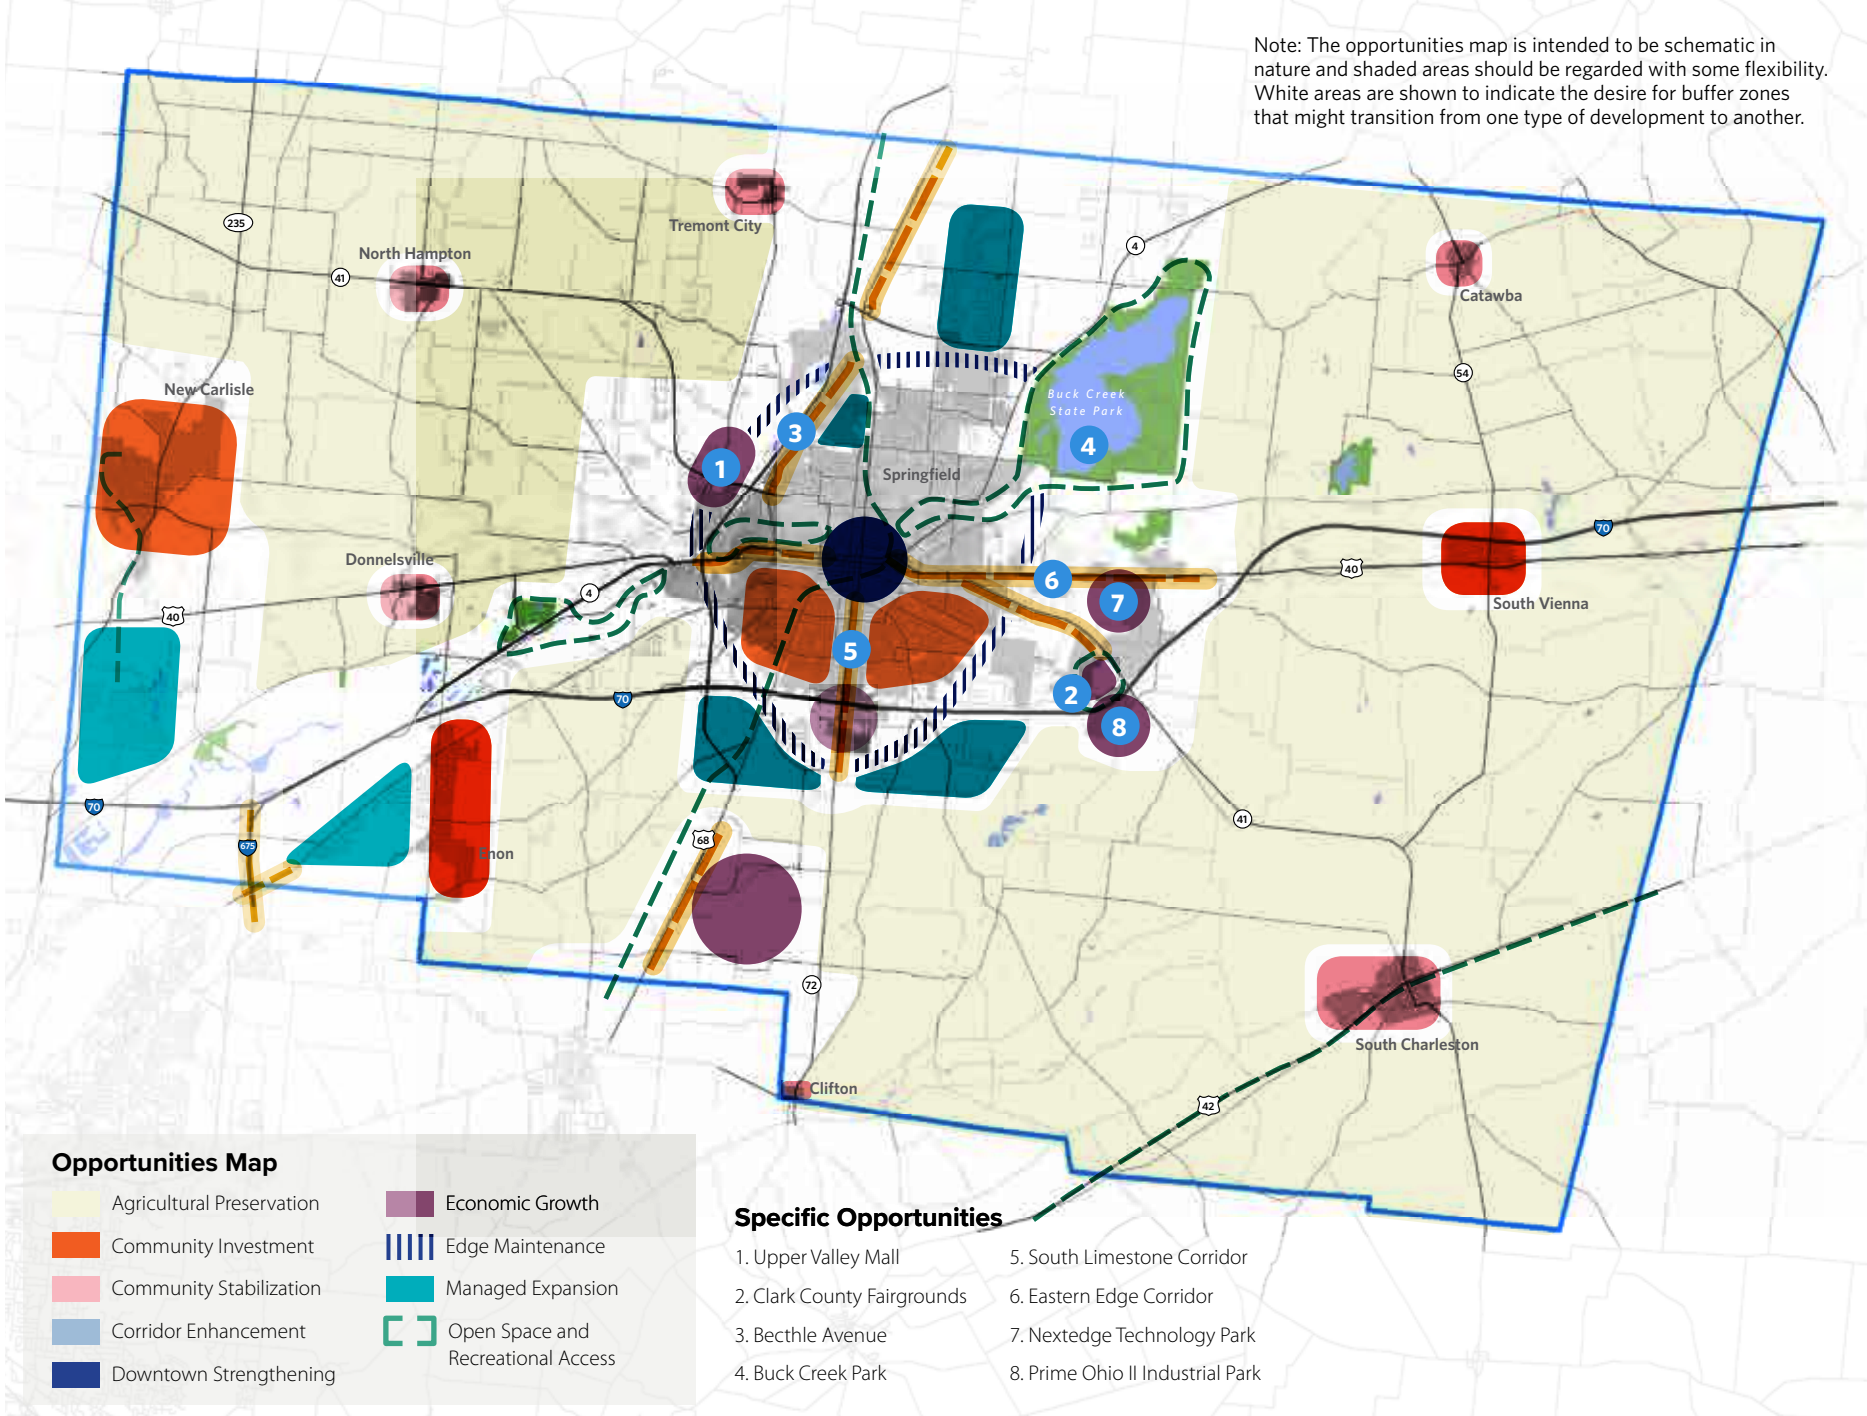 Note: The opportunities map is intended to be schematic in
nature and shaded areas should be regarded with some flexibility.
White areas are shown to indicate the desire for buffer zones
that might transition from one type of development to another.
235
Tremont City
4
North Hampton
41
Catawba
54
New Carlisle
Buck Creek
State Park
3
4
1
Springfield
70
Donnelsville
4
40
6
40
7
South Vienna
40
5
2
70
8
70
41
68
675
Enon
72
South Charleston
Clifton
42
Opportunities Map
Agricultural Preservation
Community Investment
Community Stabilization
Corridor Enhancement
Downtown Strengthening
Economic Growth
Edge Maintenance
Managed Expansion
Open Space and
Recreational Access
Specific Opportunities
1. Upper Valley Mall
2. Clark County Fairgrounds
3. Becthle Avenue
4. Buck Creek Park
5. South Limestone Corridor
6. Eastern Edge Corridor
7. Nextedge Technology Park
8. Prime Ohio II Industrial Park